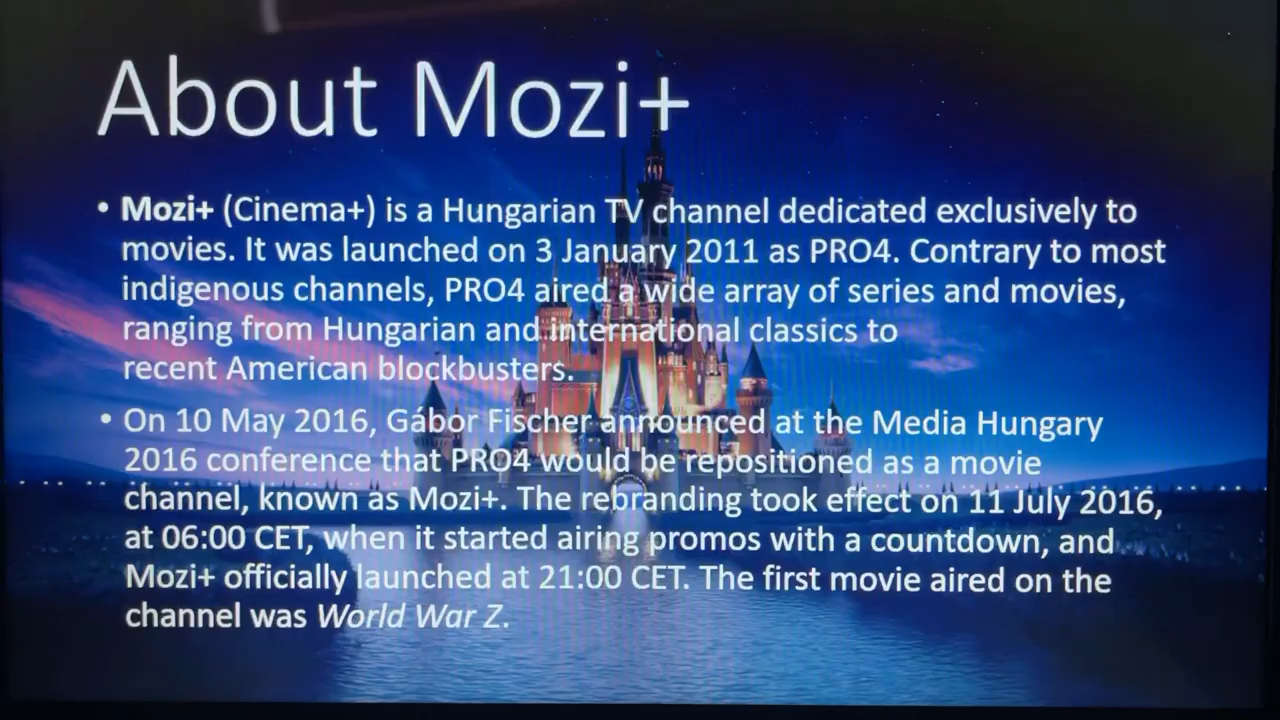 About Mozi+
• Mozi+ (Cinema+) is a Hungarian TV channel dedicated exclusively to
movies. It was launched on 3 January 2011 as PRO4. Contrary to most
indigenous channels, PRO4 aired a wide array of series and movies,
ranging from Hungarian and international classics to
recent American blockbusters.
• On 10 May 2016, Gábor Fischer announced at the Media Hungary
2016 conference that PRO4 would be repositioned as a movie
channel, known as Mozi+. The rebranding took effect on 11 July 2016,
at 06:00 CET, when it started airing promos with a countdown, and
Mozi+ officially launched at 21:00 CET. The first movie aired on the
channel was World War Z.